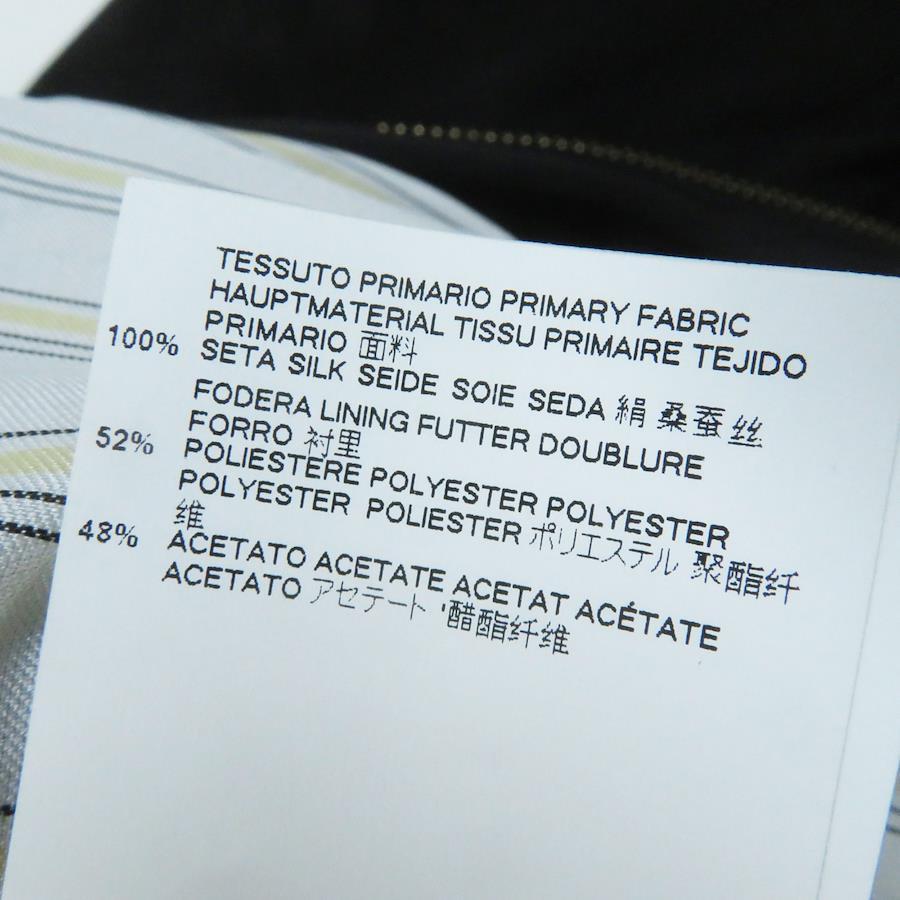 TESSUTO PRIMARIO PRIMARY FABRIC
HAUPTMATERIAL TISSU PRIMAIRE TEJIDO
PRIMARIO 面料
100% SETA SILK SEIDE SOIE SEDA 絹 桑蚕丝
FODERA LINING FUTTER DOUBLURE
FORRO 衬里
52% POLIESTERE POLYESTER POLYESTER
POLYESTER POLIESTER ポリエステル 聚酯纤
维
48% ACETATO ACETATE ACETAT ACÉTATE
ACETATO アセテート '醋酯纤维